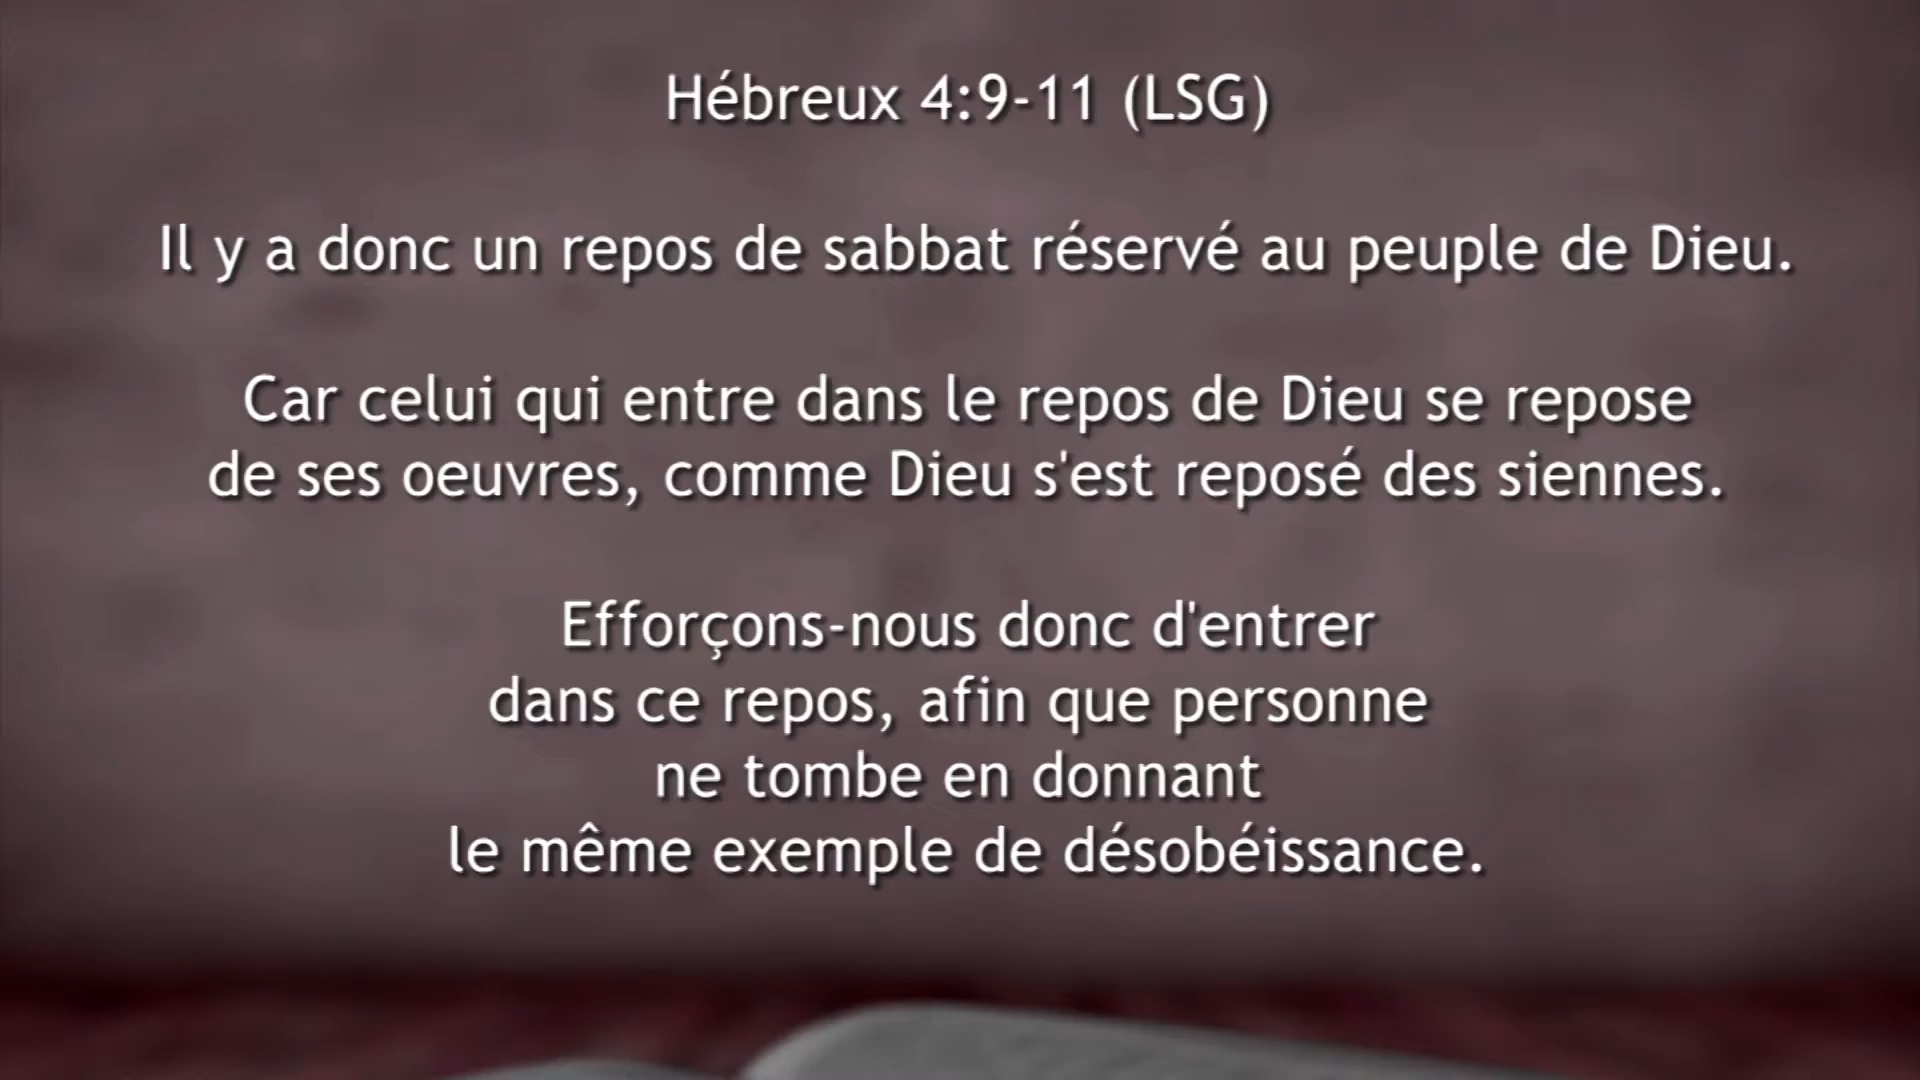 Hébreux 4:9-11 (LSG)
Il y a donc un repos de sabbat réservé au peuple de Dieu.
Car celui qui entre dans le repos de Dieu se repose
de ses oeuvres, comme Dieu s'est reposé des siennes.
Efforçons-nous donc d'entrer
dans ce repos, afin que personne
ne tombe en donnant
le même exemple de désobéissance.